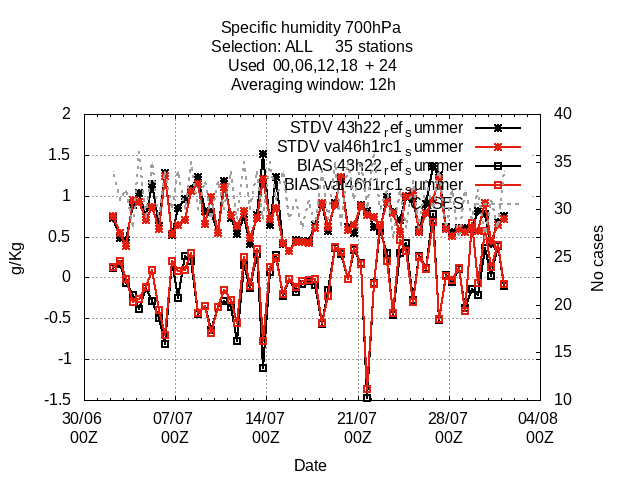 Specific humidity 700hPa
Selection: ALL 35 stations
Used 00,06,12,18 + 24
Averaging window: 12h
2 40
STDV 43h22_ref_summer
STDV val46h1rc1_summer
1.5 35
BIAS 43h22_ref_summer
BIAS val46h1rc1_summer
CASES
1 30
0.5 25
0 20
-0.5
-1 15
-1.5 10
g/Kg
No cases
30/06 07/07 14/07 21/07 28/07 04/08
00Z 00Z 00Z 00Z 00Z 00Z
Date